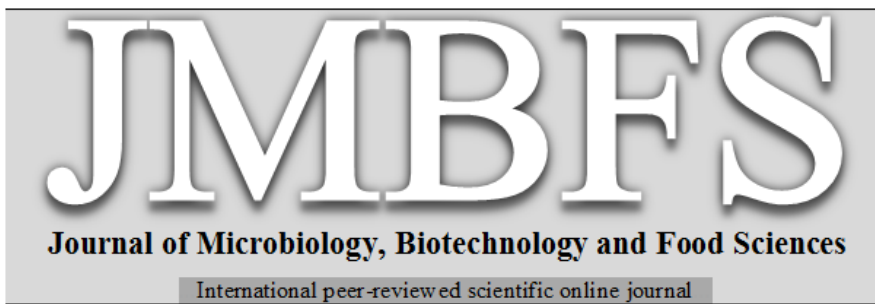 JMBFS
Journal of Microbiology, Biotechnology and Food Sciences
International peer-reviewed scientific online journal